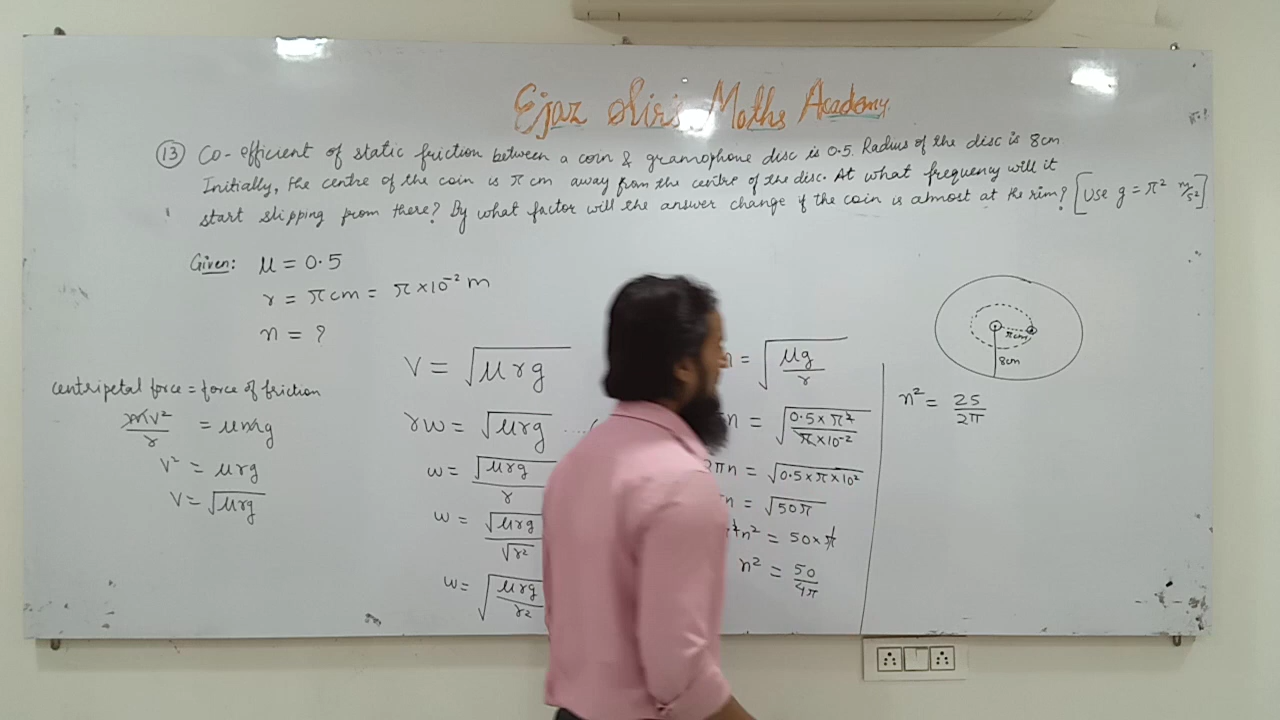 Ejaz Sir's Maths Academy
13 Co-efficient of static friction between a coin & gramophone disc is 0.5. Radius of the disc is 8cm
Initially, the centre of the coin is π cm away from the centre of the disc. At what frequency will it
start slipping from there? By what factor will the answer change if the coin is almost at the rim? [Use g = π² m/s²]
Given: μ = 0.5
r = πcm = π×10⁻² m
n = ?
centripetal force = force of friction
mv²/r = μmg
v² = μrg
v = √μrg
V = √μrg
rw = √μrg ....
w = √μrg / r
w = √μrg / √r²
w = √(μrg / r²)
n = √(μg / r)
n = √(0.5×π² / π×10⁻²)
πn = √0.5×π×10²
n = √50π
n² = 50×π
n² = 50/4π
πcm
8cm
n² = 25/2π